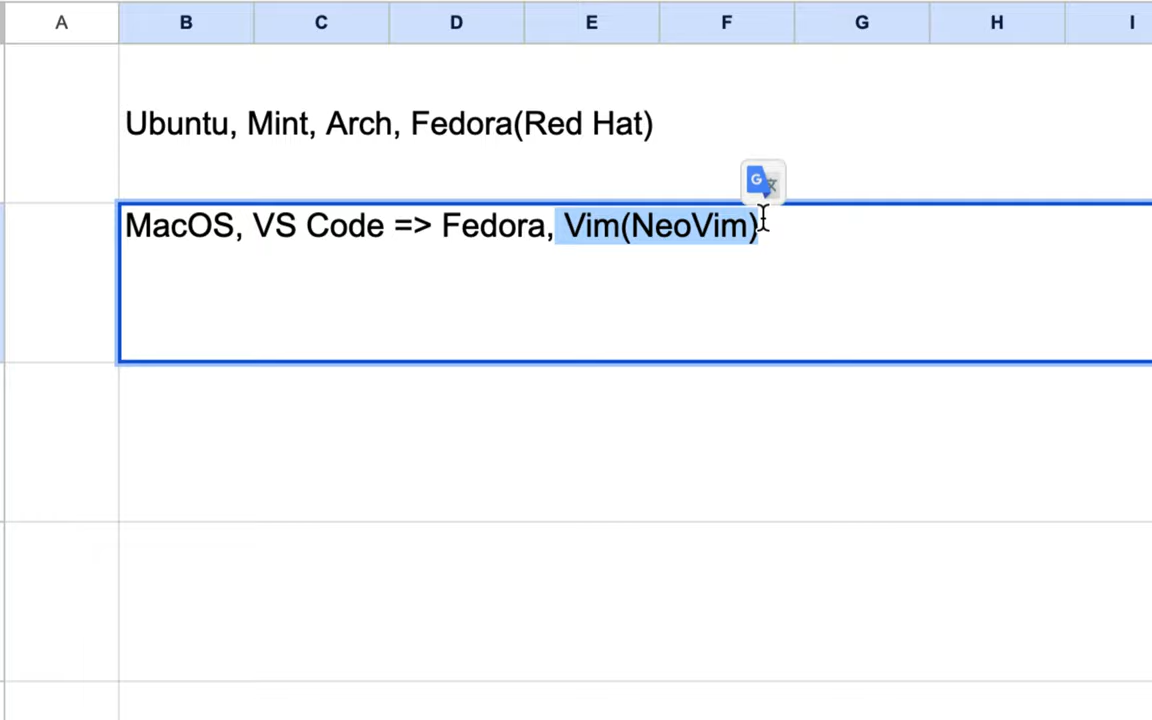 A B C D E F G H I
Ubuntu, Mint, Arch, Fedora(Red Hat)
G
MacOS, VS Code => Fedora, Vim(NeoVim)